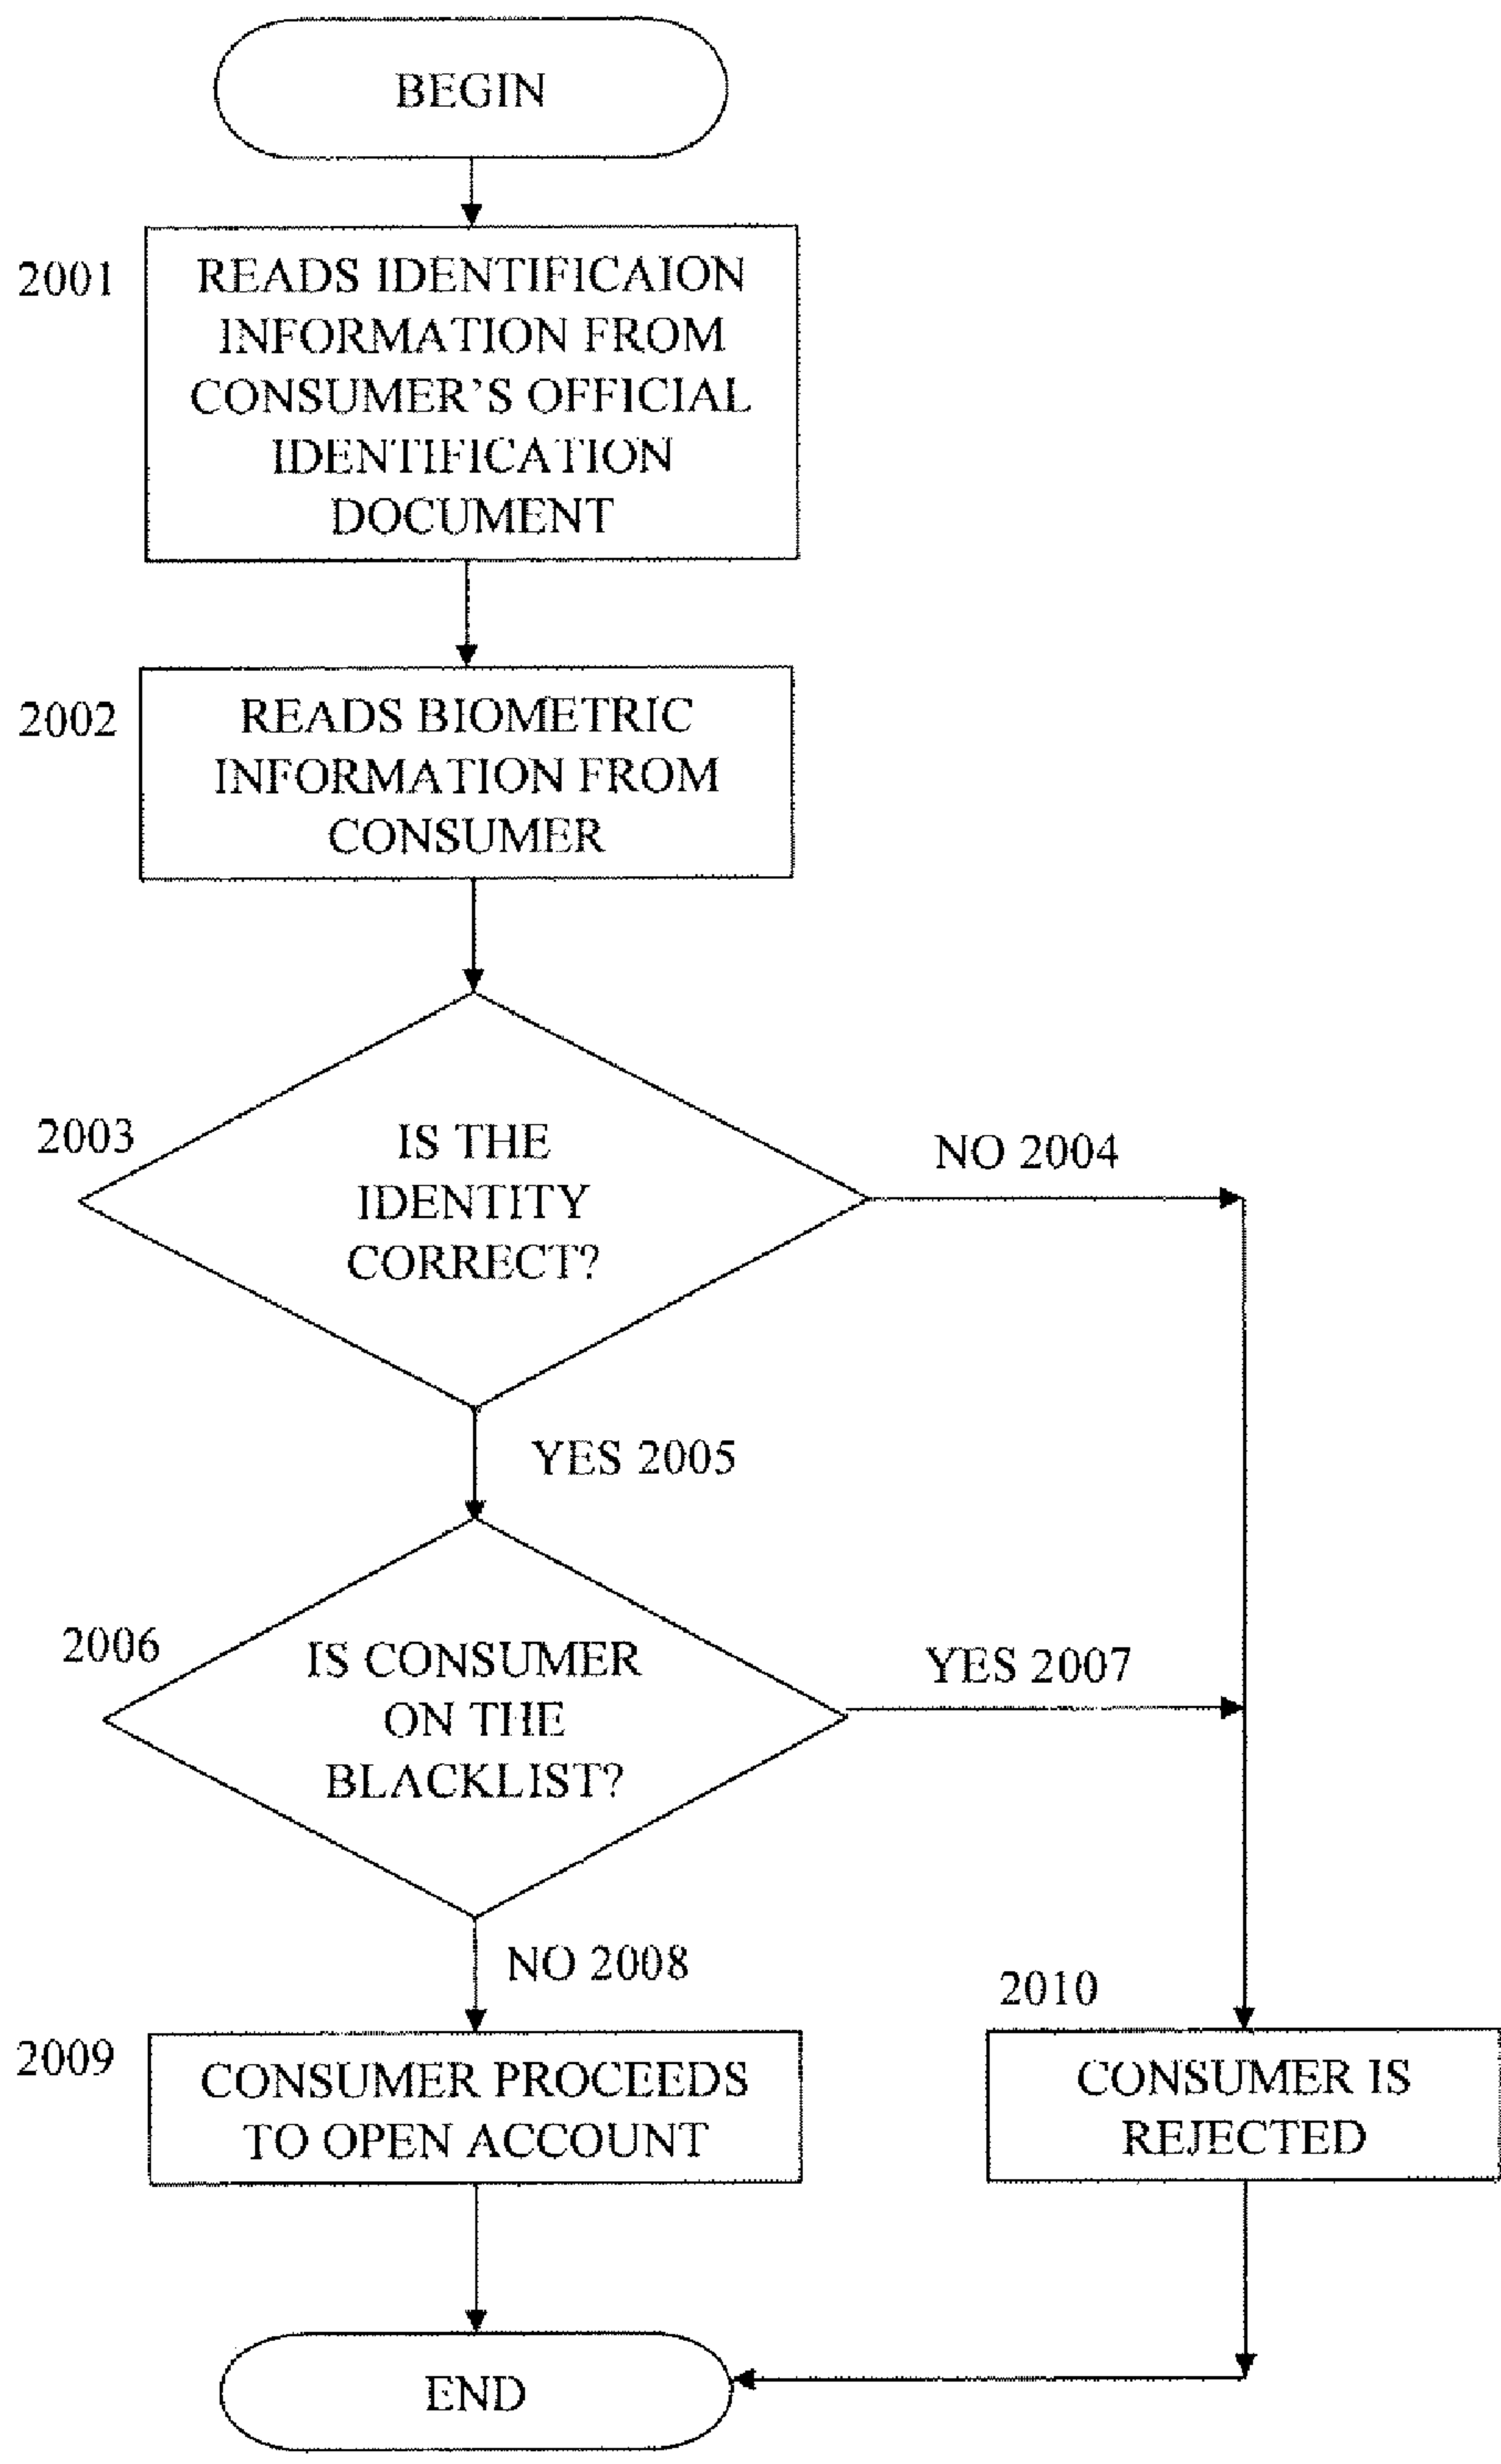 BEGIN
2001
READS IDENTIFICAION
INFORMATION FROM
CONSUMER'S OFFICIAL
IDENTIFICATION
DOCUMENT
2002
READS BIOMETRIC
INFORMATION FROM
CONSUMER
2003
IS THE
IDENTITY
CORRECT?
NO 2004
YES 2005
2006
IS CONSUMER
ON THE
BLACKLIST?
YES 2007
NO 2008
2009
CONSUMER PROCEEDS
TO OPEN ACCOUNT
2010
CONSUMER IS
REJECTED
END